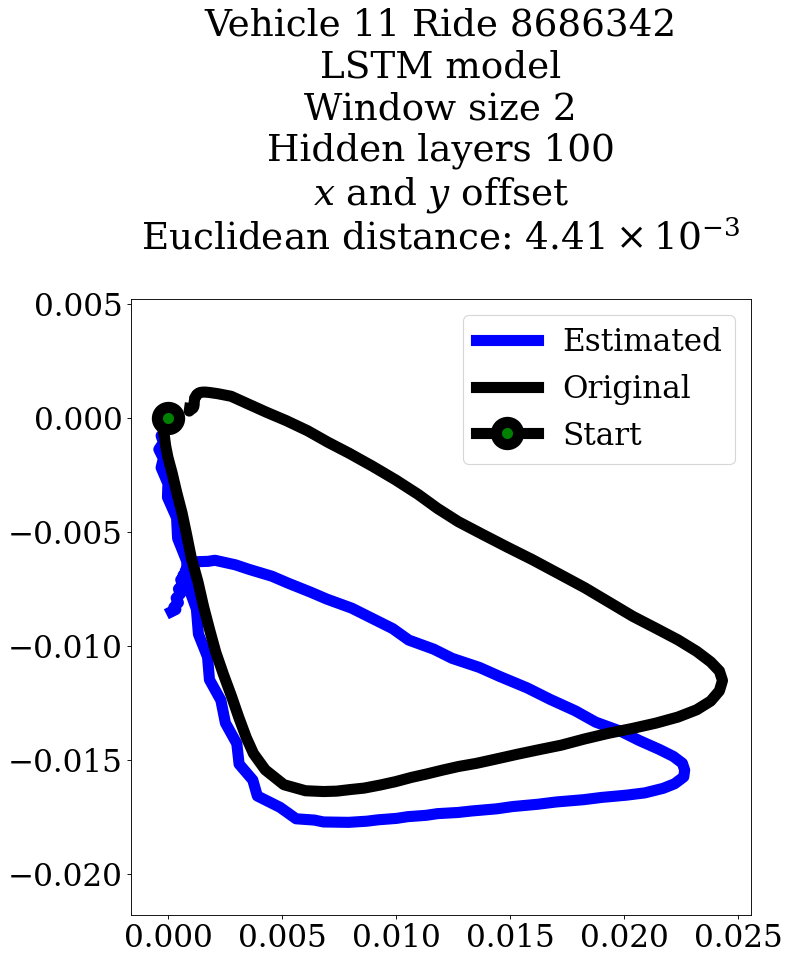 Vehicle 11 Ride 8686342
LSTM model
Window size 2
Hidden layers 100
x and y offset
Euclidean distance: 4.41 × 10⁻³
Estimated
Original
Start
0.005
0.000
−0.005
−0.010
−0.015
−0.020
0.000 0.005 0.010 0.015 0.020 0.025